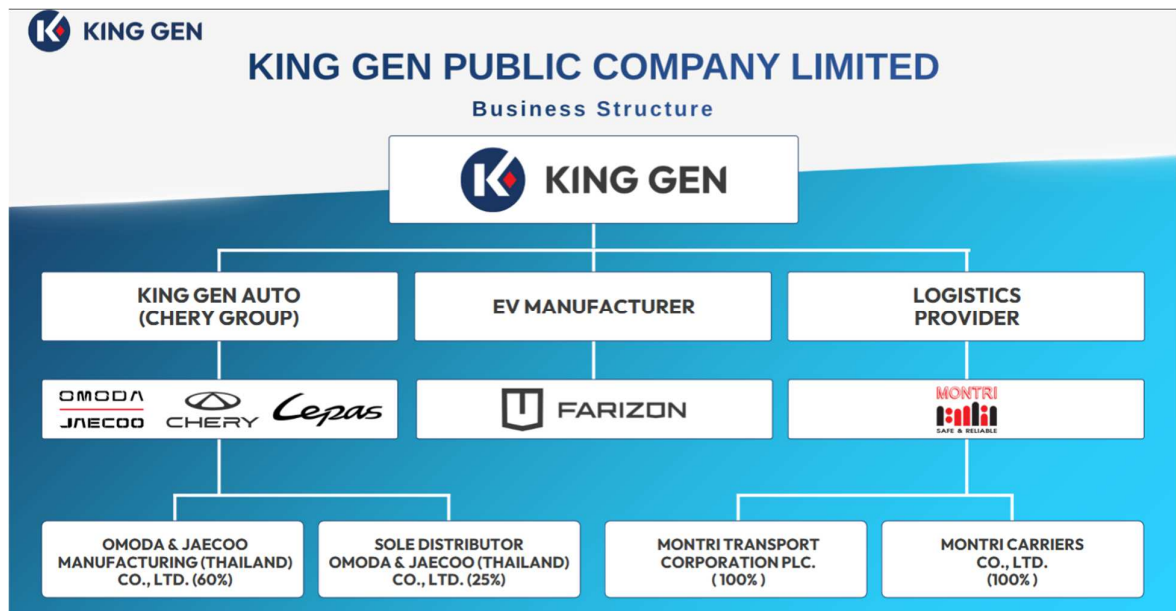 KING GEN
KING GEN PUBLIC COMPANY LIMITED
Business Structure
KING GEN
KING GEN AUTO
(CHERY GROUP)
EV MANUFACTURER
LOGISTICS
PROVIDER
OMODA
JAECOO
CHERY
Lepas
FARIZON
MONTRI
SAFE & RELIABLE
OMODA & JAECOO
MANUFACTURING (THAILAND)
CO., LTD. (60%)
SOLE DISTRIBUTOR
OMODA & JAECOO (THAILAND)
CO., LTD. (25%)
MONTRI TRANSPORT
CORPORATION PLC.
( 100% )
MONTRI CARRIERS
CO., LTD.
(100%)